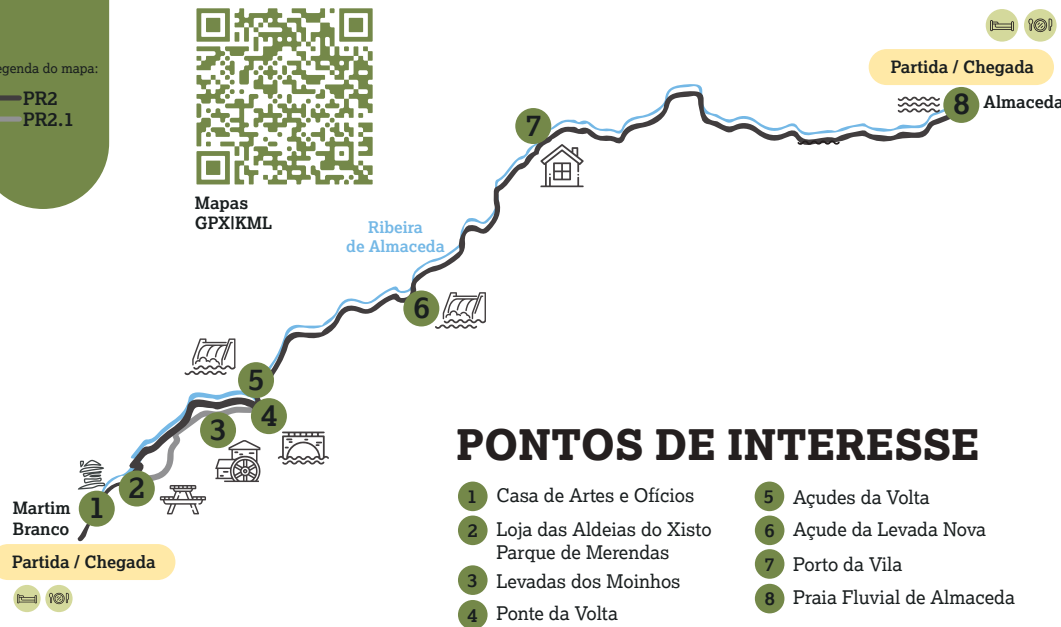 egenda do mapa:
PR2
PR2.1
Mapas
GPX|KML
Partida / Chegada
8 Almaceda
7
Ribeira
de Almaceda
6
5
4
3
2
1
Martim
Branco
Partida / Chegada
PONTOS DE INTERESSE
1 Casa de Artes e Ofícios
2 Loja das Aldeias do Xisto
Parque de Merendas
3 Levadas dos Moinhos
4 Ponte da Volta
5 Açudes da Volta
6 Açude da Levada Nova
7 Porto da Vila
8 Praia Fluvial de Almaceda